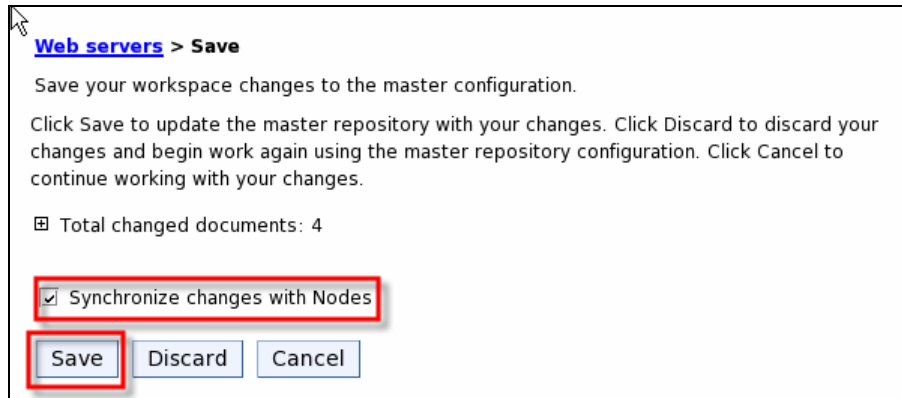 Web servers > Save
Save your workspace changes to the master configuration.
Click Save to update the master repository with your changes. Click Discard to discard your
changes and begin work again using the master repository configuration. Click Cancel to
continue working with your changes.
Total changed documents: 4
Synchronize changes with Nodes
Save Discard Cancel